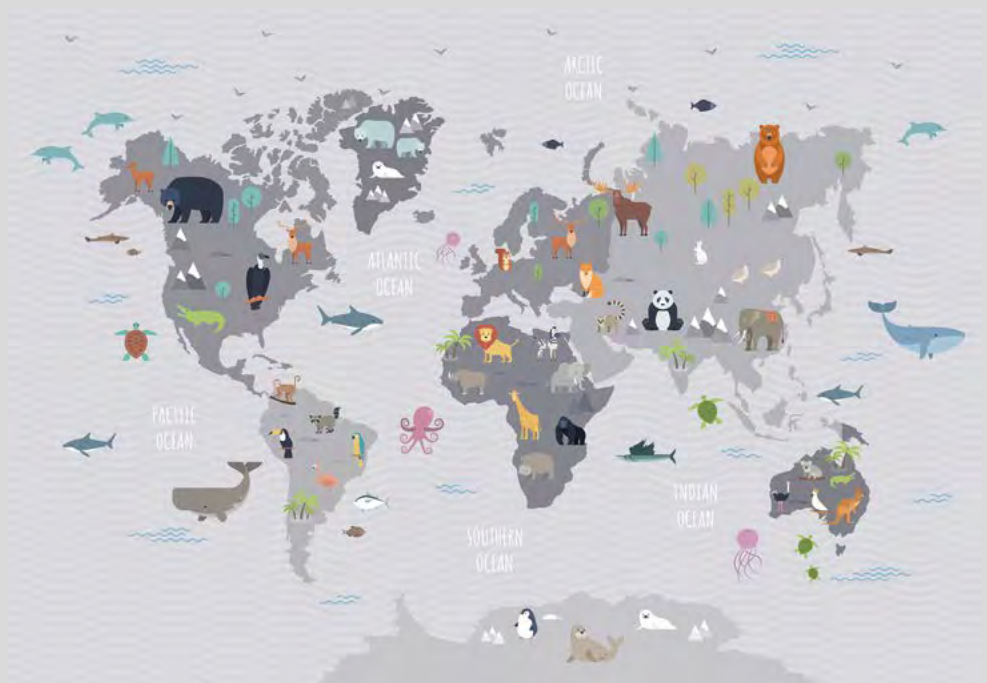 ARCTIC
OCEAN
ATLANTIC
OCEAN
PACIFIC
OCEAN
INDIAN
OCEAN
SOUTHERN
OCEAN